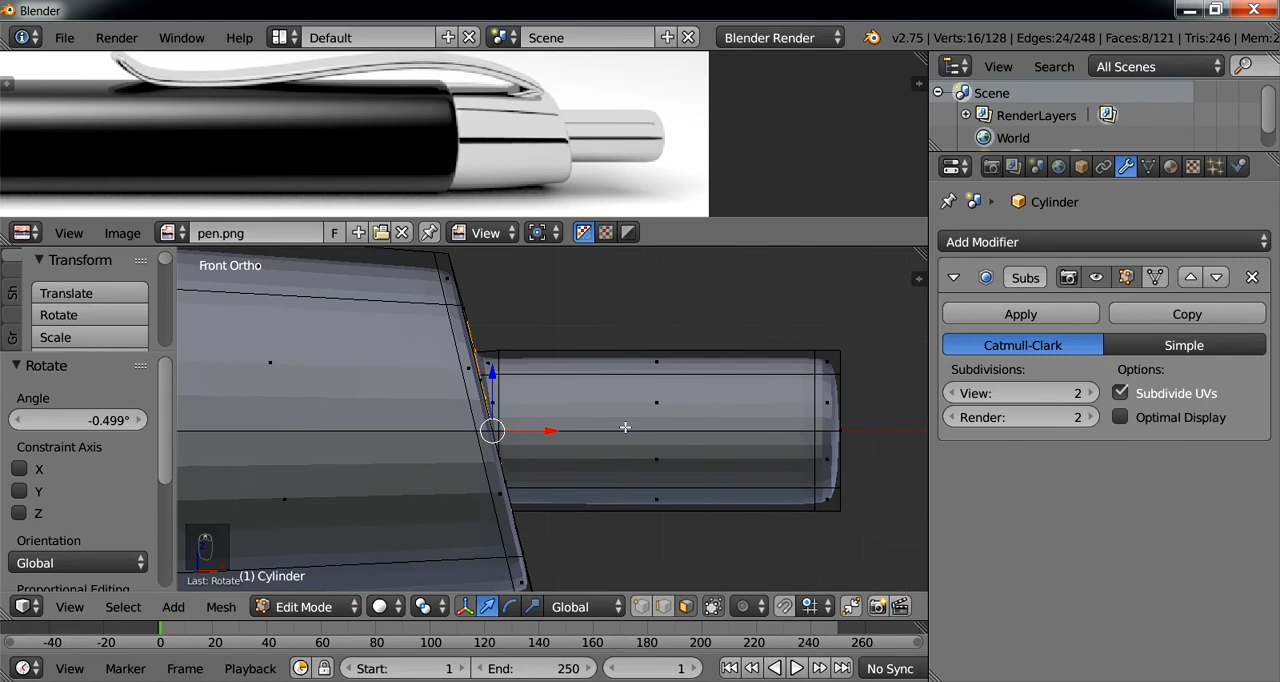 Blender
File Render Window Help Default Scene Blender Render v2.75 | Verts:16/128 | Edges:24/248 | Faces:8/121 | Tris:246 | Mem:2
View Search All Scenes
Scene
RenderLayers |
World
Cylinder
View Image pen.png F View
Add Modifier
Subs
Apply Copy
Catmull-Clark Simple
Subdivisions: Options:
View: 2 Subdivide UVs
Render: 2 Optimal Display
Transform
Translate
Rotate
Scale
Sh
Gr
Rotate
Angle
-0.499°
Constraint Axis
X
Y
Z
Orientation
Global
Proportional Editing
Front Ortho
Last: Rotate
(1) Cylinder
View Select Add Mesh Edit Mode Global
-40 -20 0 20 40 60 80 100 120 140 160 180 200 220 240 260
View Marker Frame Playback Start: 1 End: 250 1 No Sync